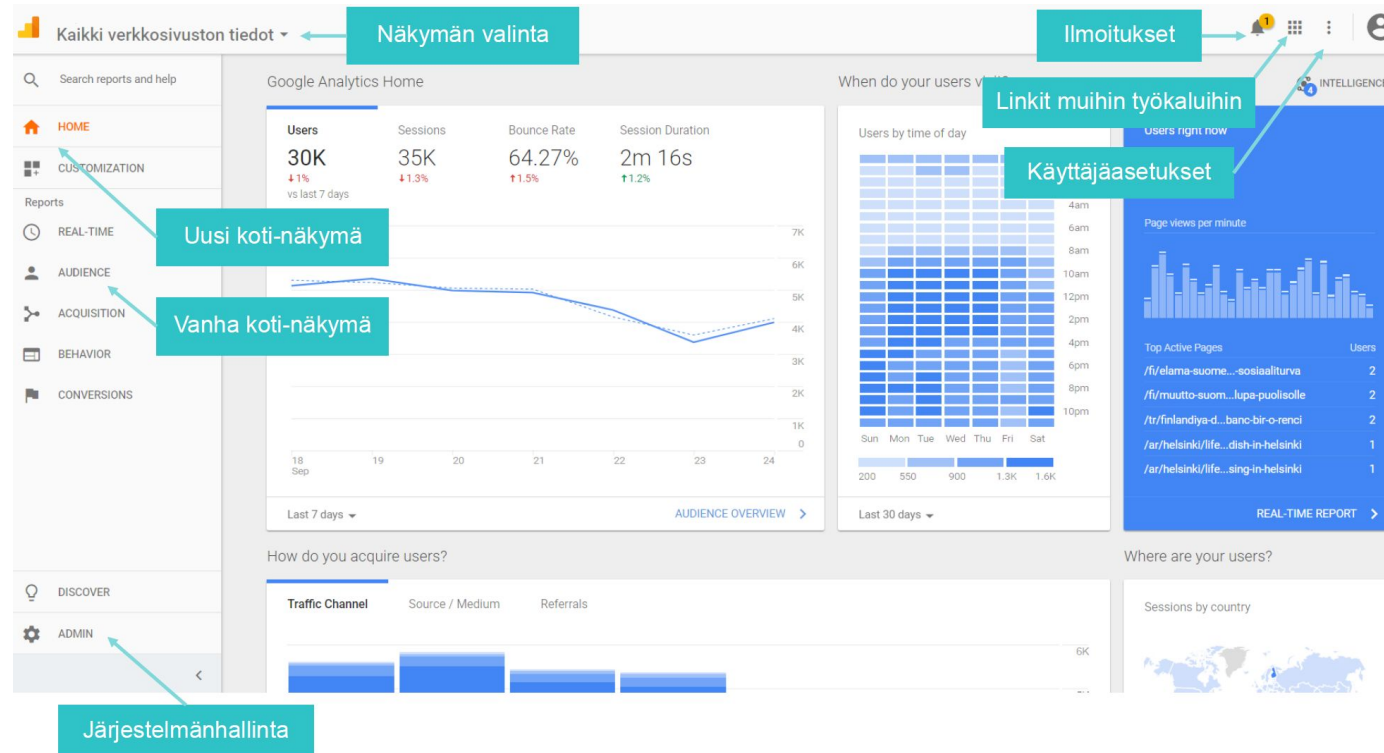 Kaikki verkkosivuston tiedot
Näkymän valinta
Ilmoitukset
1
Search reports and help
Google Analytics Home
When do your users
Linkit muihin työkaluihin
4
INTELLIGENCE
HOME
CUSTOMIZATION
Reports
REAL-TIME
AUDIENCE
ACQUISITION
BEHAVIOR
CONVERSIONS
Uusi koti-näkymä
Vanha koti-näkymä
Users
Sessions
Bounce Rate
Session Duration
30K
35K
64.27%
2m 16s
1%
1.3%
1.5%
1.2%
vs last 7 days
7K
6K
5K
4K
3K
2K
1K
0
18
19
20
21
22
23
24
Sep
Last 7 days
AUDIENCE OVERVIEW
Users by time of day
Käyttäjäasetukset
4am
6am
8am
10am
12pm
2pm
4pm
6pm
8pm
10pm
Sun Mon Tue Wed Thu Fri Sat
200 550 900 1.3K 1.6K
Last 30 days
Users right now
Page views per minute
Top Active Pages Users
/fi/elama-suome...-sosiaaliturva 2
/fi/muutto-suom...lupa-puolisolle 2
/tr/finlandiya-d...banc-bir-o-renci 2
/ar/helsinki/life...dish-in-helsinki 1
/ar/helsinki/life...sing-in-helsinki 1
REAL-TIME REPORT
How do you acquire users?
Traffic Channel
Source / Medium
Referrals
6K
Where are your users?
Sessions by country
DISCOVER
ADMIN
Järjestelmänhallinta